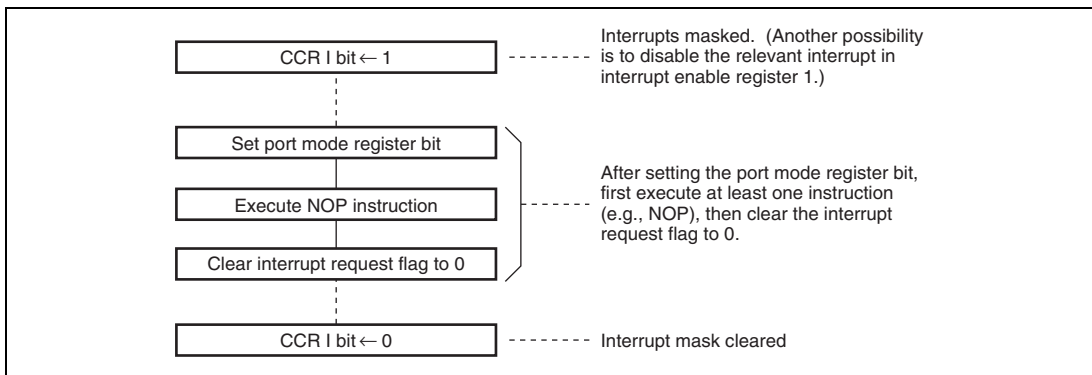 CCR I bit ← 1
Interrupts masked. (Another possibility
is to disable the relevant interrupt in
interrupt enable register 1.)
Set port mode register bit
Execute NOP instruction
Clear interrupt request flag to 0
After setting the port mode register bit,
first execute at least one instruction
(e.g., NOP), then clear the interrupt
request flag to 0.
CCR I bit ← 0
Interrupt mask cleared